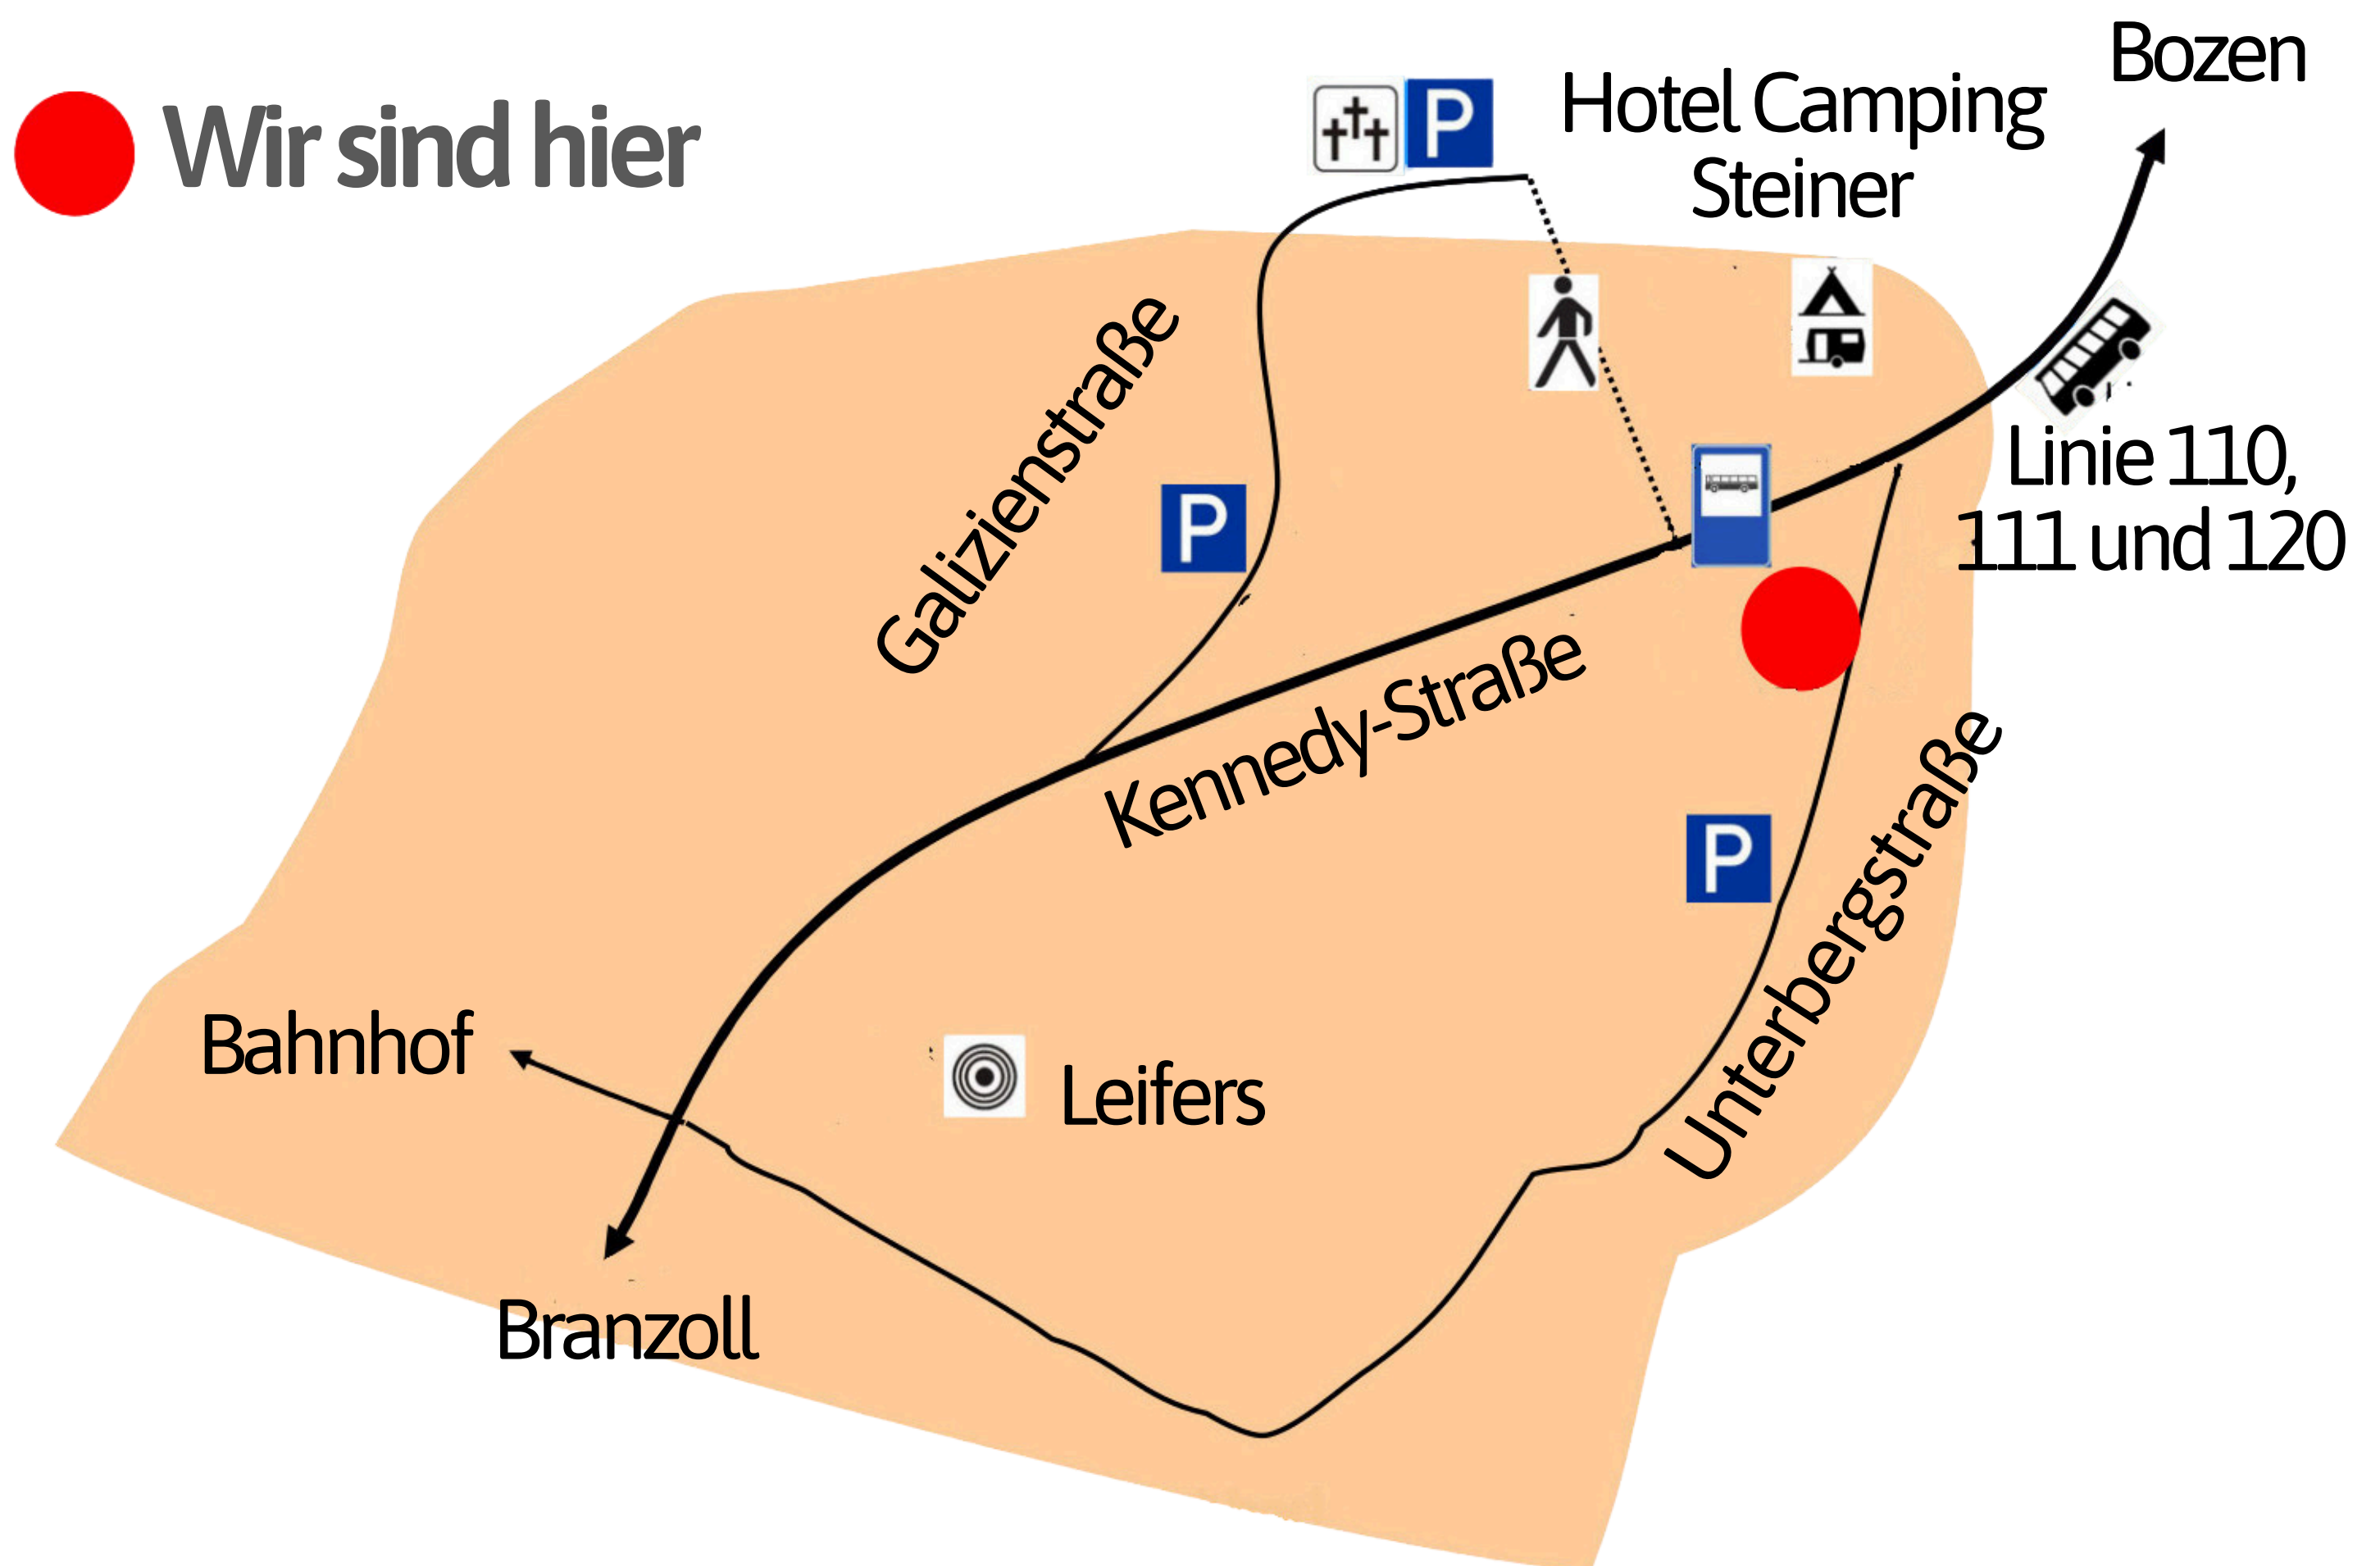 Bozen
Hotel Camping
Steiner
Wir sind hier
P
Galizienstraße
Linie 110,
111 und 120
P
Kennedy-Straße
P
Unterbergstraße
Bahnhof
Leifers
Branzoll